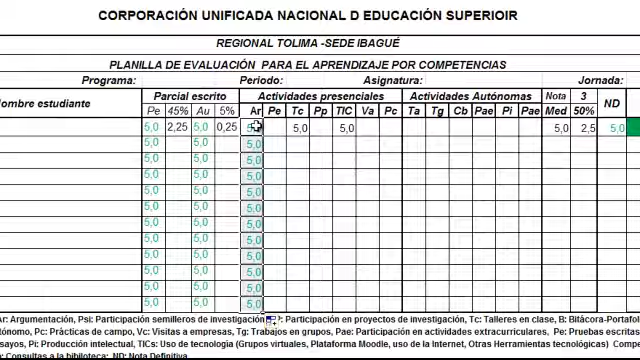 CORPORACIÓN UNIFICADA NACIONAL D EDUCACIÓN SUPERIOIR
REGIONAL TOLIMA -SEDE IBAGUÉ
PLANILLA DE EVALUACIÓN PARA EL APRENDIZAJE POR COMPETENCIAS
Programa: Periodo: Asignatura: Jornada:
ombre estudiante Parcial escrito Actividades presenciales Actividades Autónomas Nota 3 ND
Pe 45% Au 5% Ar Pe Tc Pp TIC Va Pc Ta Tg Cb Pae Pi Pae Med 50%
5,0 2,25 5,0 0,25 5,0 5,0 5,0 2,5 5,0
5,0 5,0 5,0
5,0 5,0 5,0
5,0 5,0 5,0
5,0 5,0 5,0
5,0 5,0 5,0
5,0 5,0 5,0
5,0 5,0 5,0
5,0 5,0 5,0
5,0 5,0 5,0
5,0 5,0 5,0
5,0 5,0 5,0
Ar: Argumentación, Psi: Participación semilleros de investigación : Participación en proyectos de investigación, Tc: Talleres en clase, B: Bitácora-Portafol
tónomo, Pc: Prácticas de campo, Vc: Visitas a empresas, Tg: Trabajos en grupos, Pae: Participación en actividades extracurriculares, Pe: Pruebas escritas
sayos, Pi: Producción intelectual, TICs: Uso de tecnologia (Grupos virtuales, Plataforma Moodle, uso de la Internet, Otras Herramientas tecnológicas) Compe
e: Consultas a la biblioteca; ND: Nota Definitiva